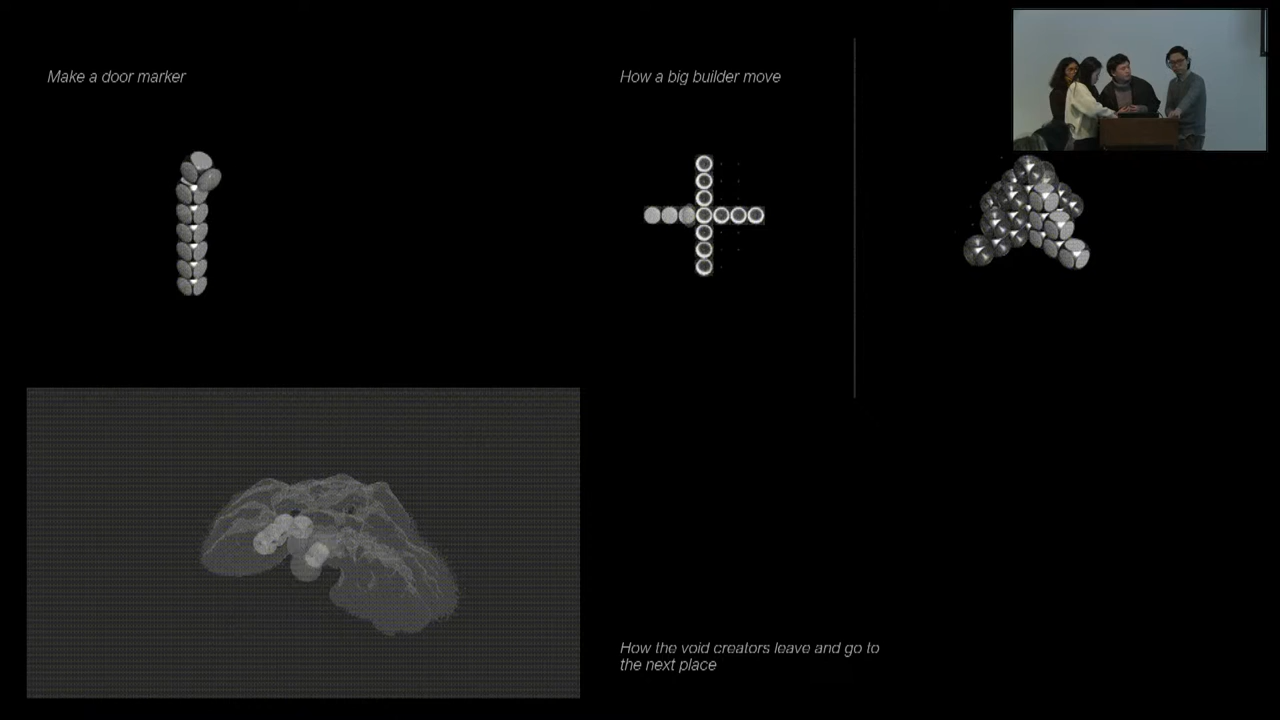 Make a door marker
How a big builder move
How the void creators leave and go to
the next place